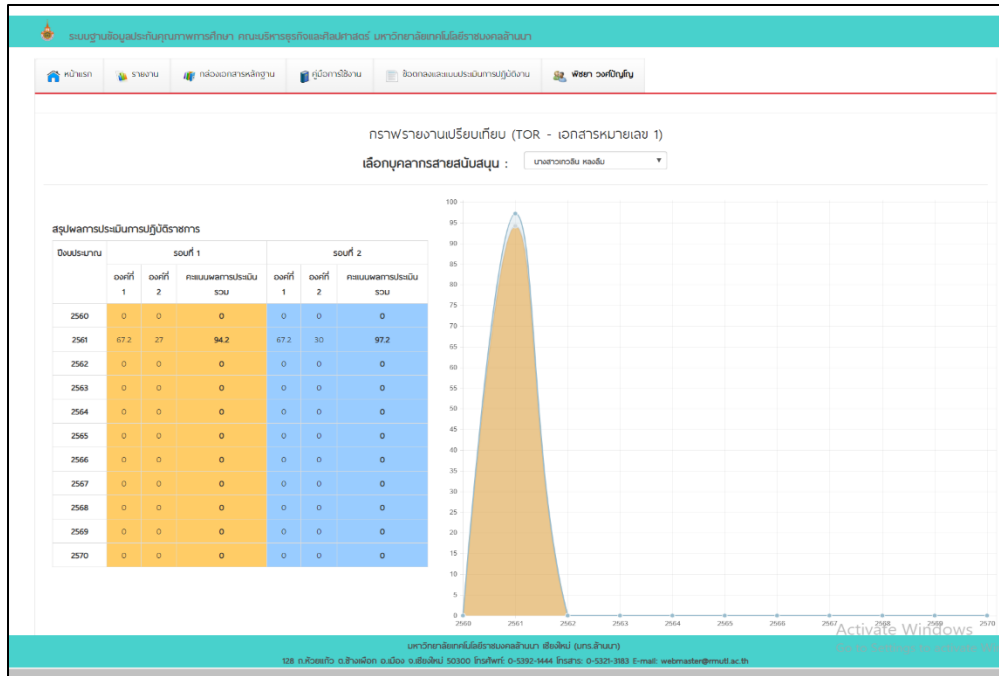 ระบบฐานข้อมูลประกันคุณภาพการศึกษา คณะบริหารธุรกิจและศิลปศาสตร์ มหาวิทยาลัยเทคโนโลยีราชมงคลล้านนา
หน้าแรก รายงาน กล่องเอกสารหลักฐาน คู่มือการใช้งาน ข้อตกลงและแบบประเมินการปฏิบัติงาน พิชยา วงศ์ปัญโญ
กราฟรายงานเปรียบเทียบ (TOR - เอกสารหมายเลข 1)
เลือกบุคลากรสายสนับสนุน :
สรุปผลการประเมินการปฏิบัติราชการ
ปีงบประมาณ รอบที่ 1 รอบที่ 2
องค์ที่ 1 องค์ที่ 2 คะแนนผลการประเมินรวม องค์ที่ 1 องค์ที่ 2 คะแนนผลการประเมินรวม
2560 0 0 0 0 0 0
2561 67.2 27 94.2 67.2 30 97.2
2562 0 0 0 0 0 0
2563 0 0 0 0 0 0
2564 0 0 0 0 0 0
2565 0 0 0 0 0 0
2566 0 0 0 0 0 0
2567 0 0 0 0 0 0
2568 0 0 0 0 0 0
2569 0 0 0 0 0 0
2570 0 0 0 0 0 0
100
95
90
85
80
75
70
65
60
55
50
45
40
35
30
25
20
15
10
5
0
2560 2561 2562 2563 2564 2565 2566 2567 2568 2569 2570
Activate Windows
มหาวิทยาลัยเทคโนโลยีราชมงคลล้านนา เชียงใหม่ (มทร.ล้านนา)
128 ถ.ห้วยแก้ว ต.ช้างเผือก อ.เมือง จ.เชียงใหม่ 50300 โทรศัพท์: 0-5392-1444 โทรสาร: 0-5321-3183 E-mail: webmaster@rmutl.ac.th